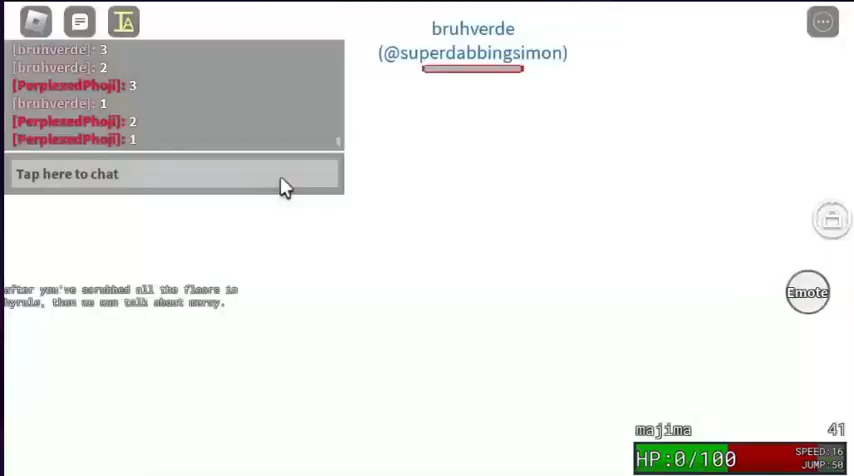 bruhverde
(@superdabbingsimon)
[bruhverde]: 3
[bruhverde]: 2
[PerplexedPhoji]: 3
[bruhverde]: 1
[PerplexedPhoji]: 2
[PerplexedPhoji]: 1
Tap here to chat
after you've scrubbed all the floors in
hyrule, then we can talk about mercy.
Emote
majima 41
HP:0/100
SPEED:16
JUMP:50